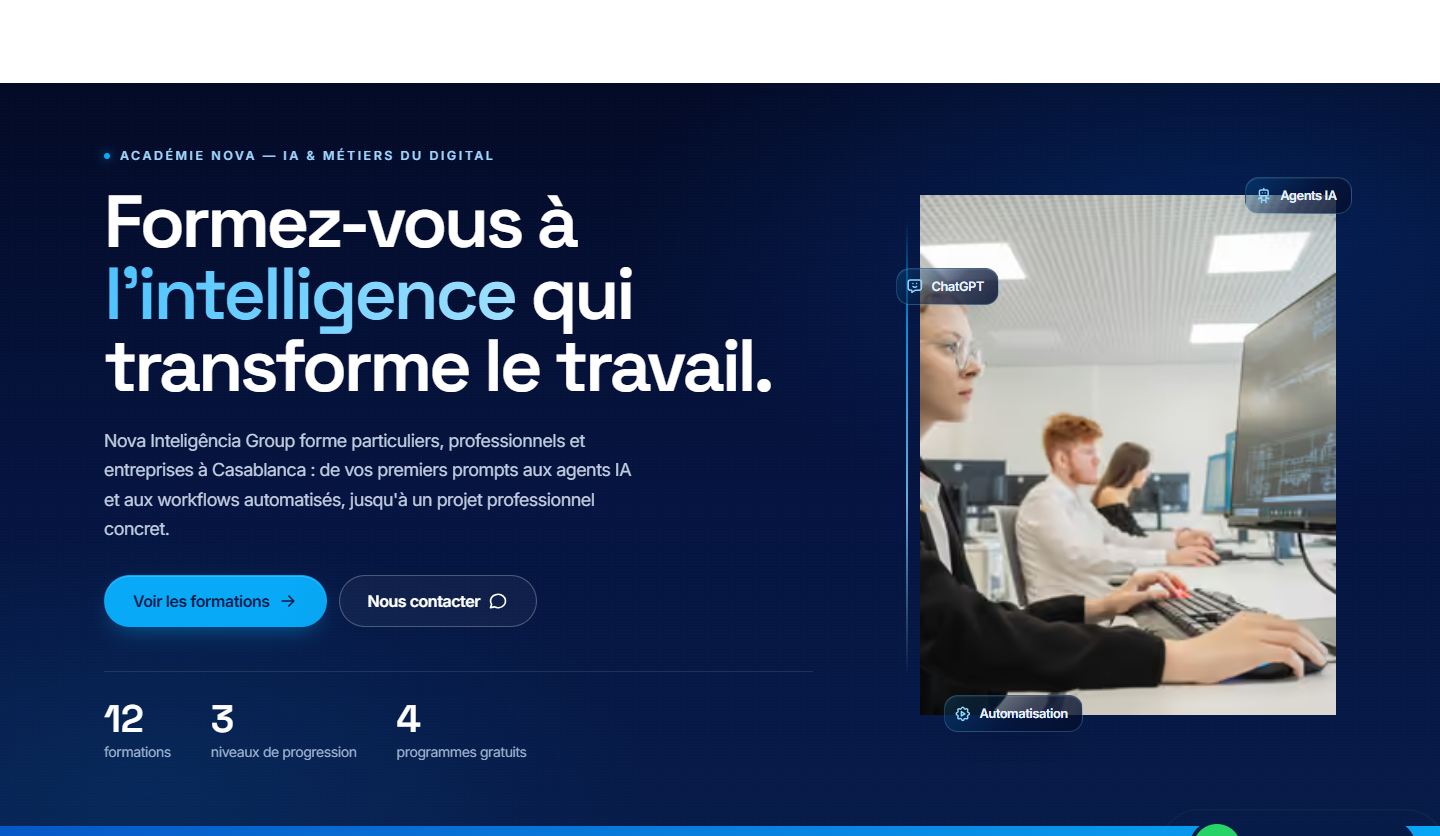 ACADÉMIE NOVA — IA & MÉTIERS DU DIGITAL
Formez-vous à
l’intelligence qui
transforme le travail.
Nova Inteligência Group forme particuliers, professionnels et
entreprises à Casablanca : de vos premiers prompts aux agents IA
et aux workflows automatisés, jusqu'à un projet professionnel
concret.
Voir les formations
Nous contacter
12
formations
3
niveaux de progression
4
programmes gratuits
Agents IA
ChatGPT
Automatisation